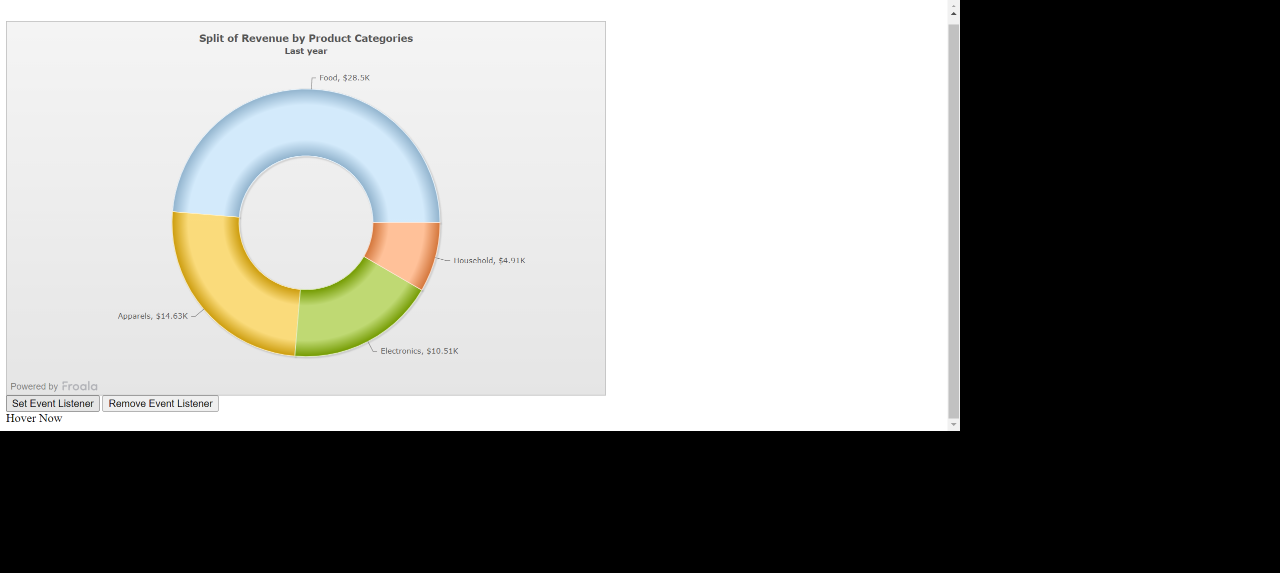 Split of Revenue by Product Categories
Last year
Food, $28.5K
Household, $4.91K
Apparels, $14.63K
Electronics, $10.51K
Powered by Froala
Set Event Listener Remove Event Listener
Hover Now